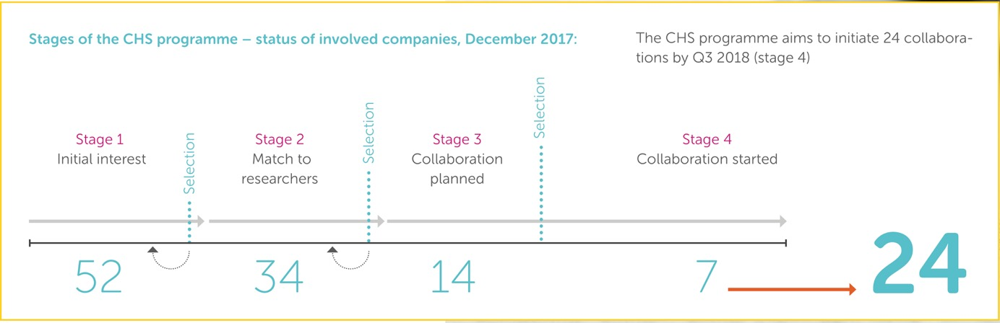 Stages of the CHS programme – status of involved companies, December 2017:
The CHS programme aims to initiate 24 collabora-
tions by Q3 2018 (stage 4)
Stage 1
Initial interest
Selection
Stage 2
Match to
researchers
Selection
Stage 3
Collaboration
planned
Selection
Stage 4
Collaboration started
52
34
14
7
24